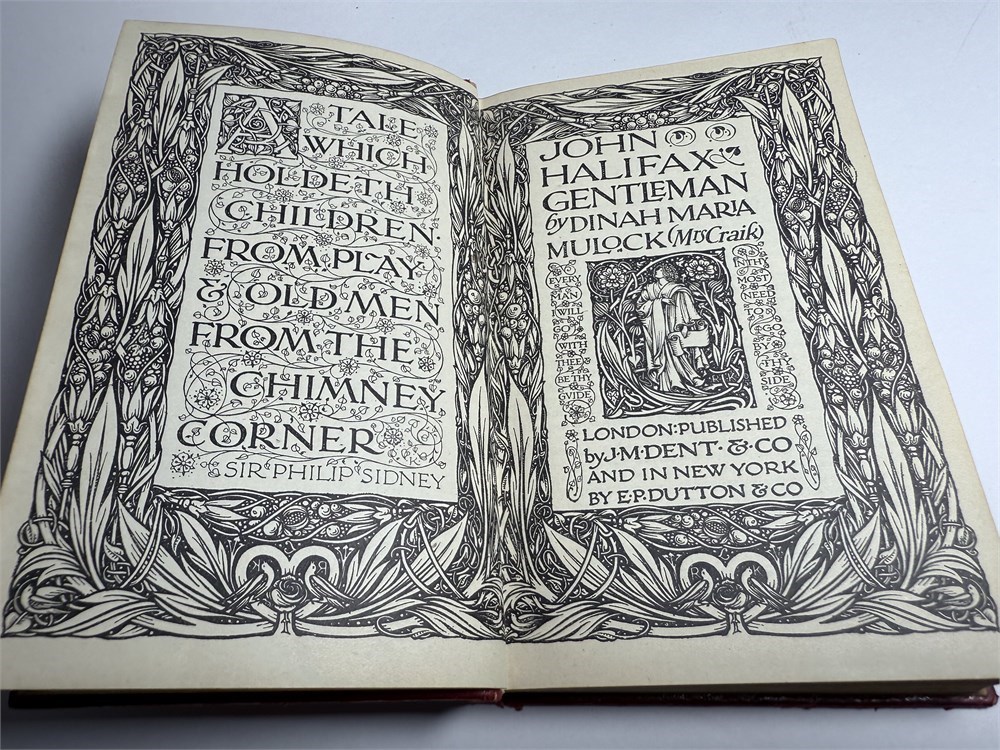 A TALE
WHICH
HOLDETH
CHILDREN
FROM PLAY
& OLD MEN
FROM THE
CHIMNEY
CORNER
SIR PHILIP SIDNEY
JOHN
HALIFAX
GENTLEMAN
by DINAH MARIA
MULOCK (Mrs Craik)
EVERY
MAN
I WILL
GO
WITH
THEE
BE THY
GUIDE
IN THY
MOST
NEED
TO
GO
BY
THY
SIDE
LONDON: PUBLISHED
by J·M·DENT·&·CO
AND IN NEW YORK
BY E·P·DUTTON & CO